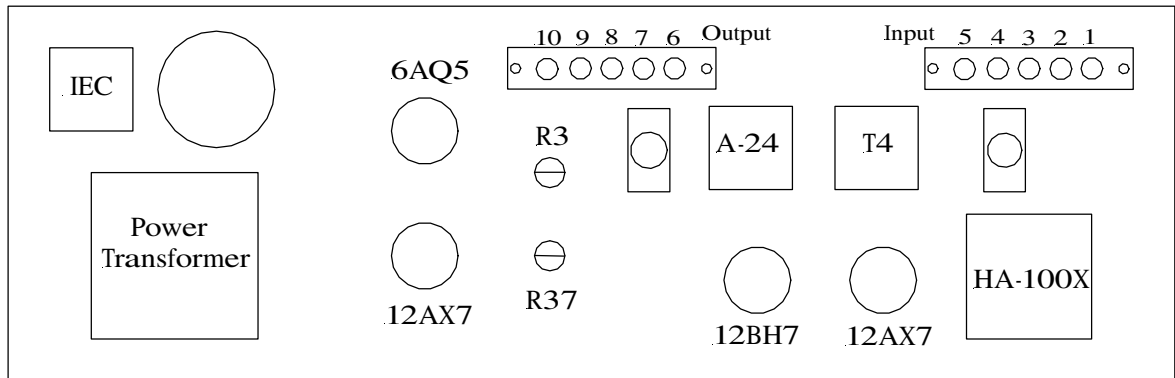 10 9 8 7 6 Output
Input 5 4 3 2 1
IEC
6AQ5
R3
A-24
T4
Power
Transformer
12AX7
R37
12BH7
12AX7
HA-100X